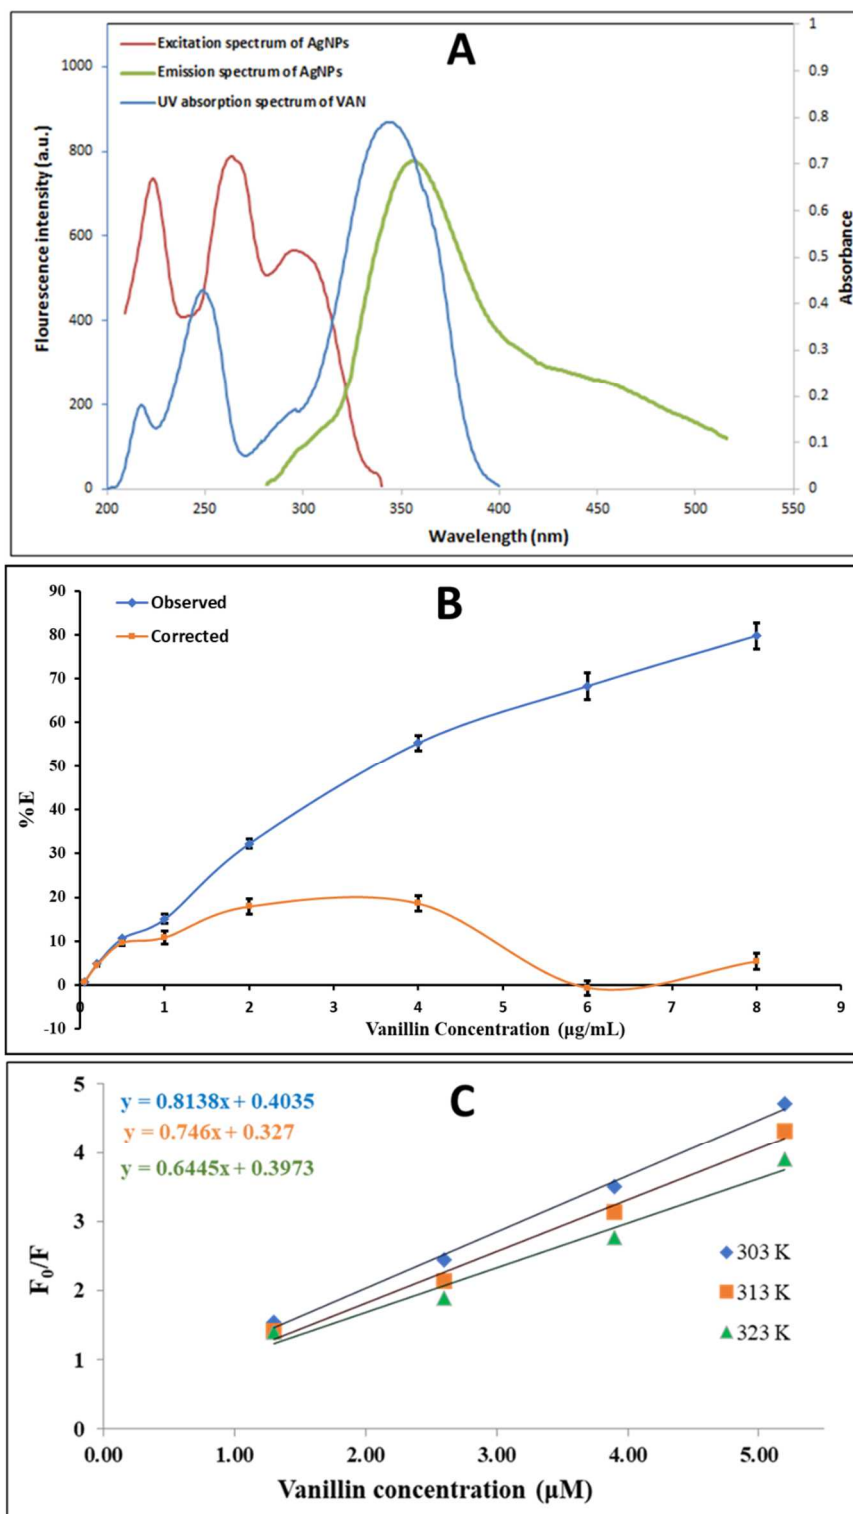 A
Excitation spectrum of AgNPs
Emission spectrum of AgNPs
UV absorption spectrum of VAN
Flourescence intensity (a.u.)
1000
800
600
400
200
0
1
0.9
0.8
0.7
0.6
0.5
0.4
0.3
0.2
0.1
0
Absorbance
200 250 300 350 400 450 500 550
Wavelength (nm)
B
Observed
Corrected
%E
90
80
70
60
50
40
30
20
10
0
-10
0 1 2 3 4 5 6 7 8 9
Vanillin Concentration (µg/mL)
C
y = 0.8138x + 0.4035
y = 0.746x + 0.327
y = 0.6445x + 0.3973
F0/F
5
4
3
2
1
0
303 K
313 K
323 K
0.00 1.00 2.00 3.00 4.00 5.00
Vanillin concentration (µM)